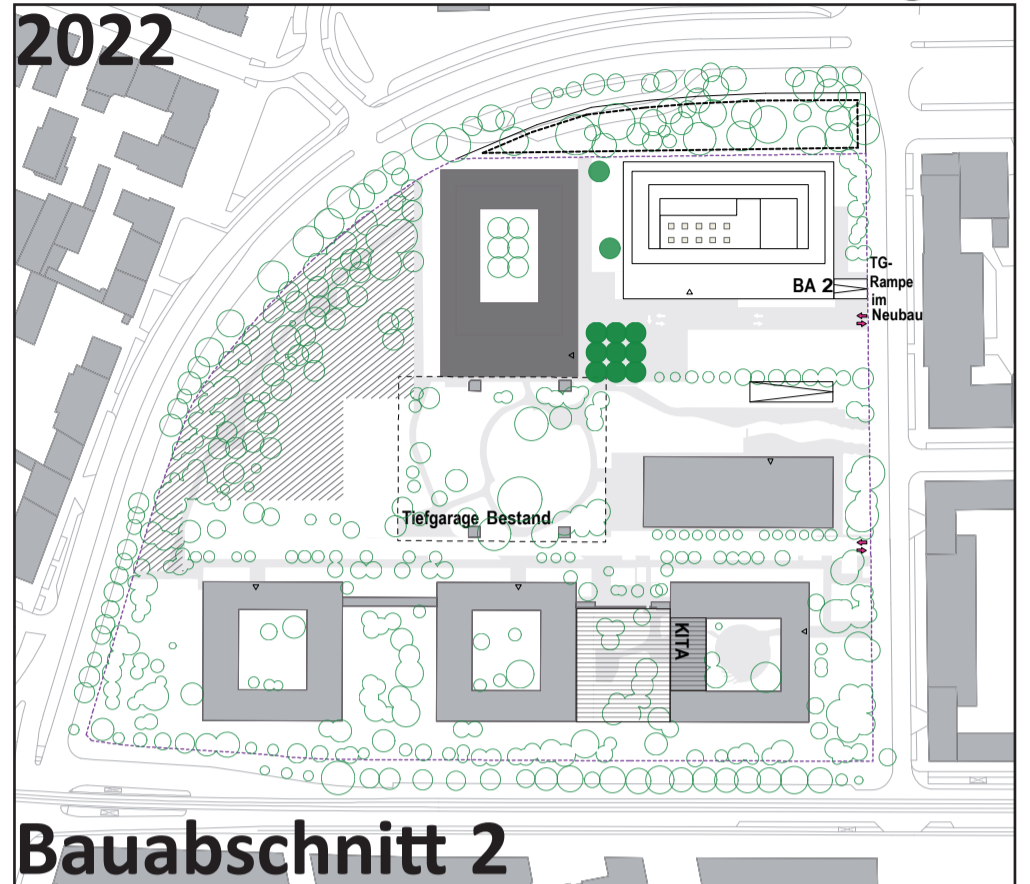 2022
TG-
Rampe
im
Neubau
BA 2
Tiefgarage Bestand
KITA
Bauabschnitt 2